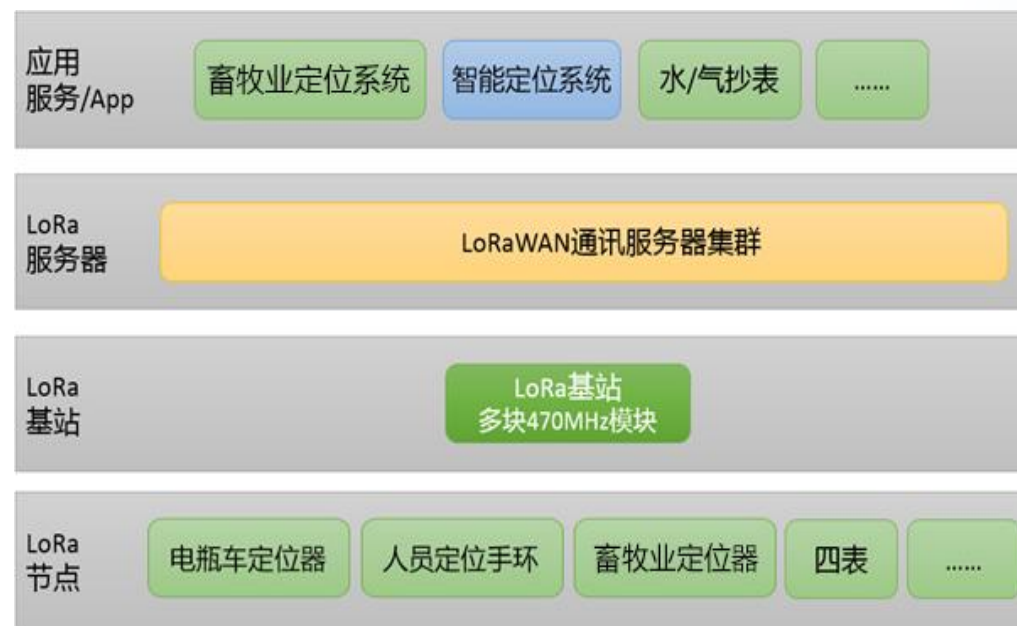 应用
服务/App
畜牧业定位系统
智能定位系统
水/气抄表
......
LoRa
服务器
LoRaWAN通讯服务器集群
LoRa
基站
LoRa基站
多块470MHz模块
LoRa
节点
电瓶车定位器
人员定位手环
畜牧业定位器
四表
......